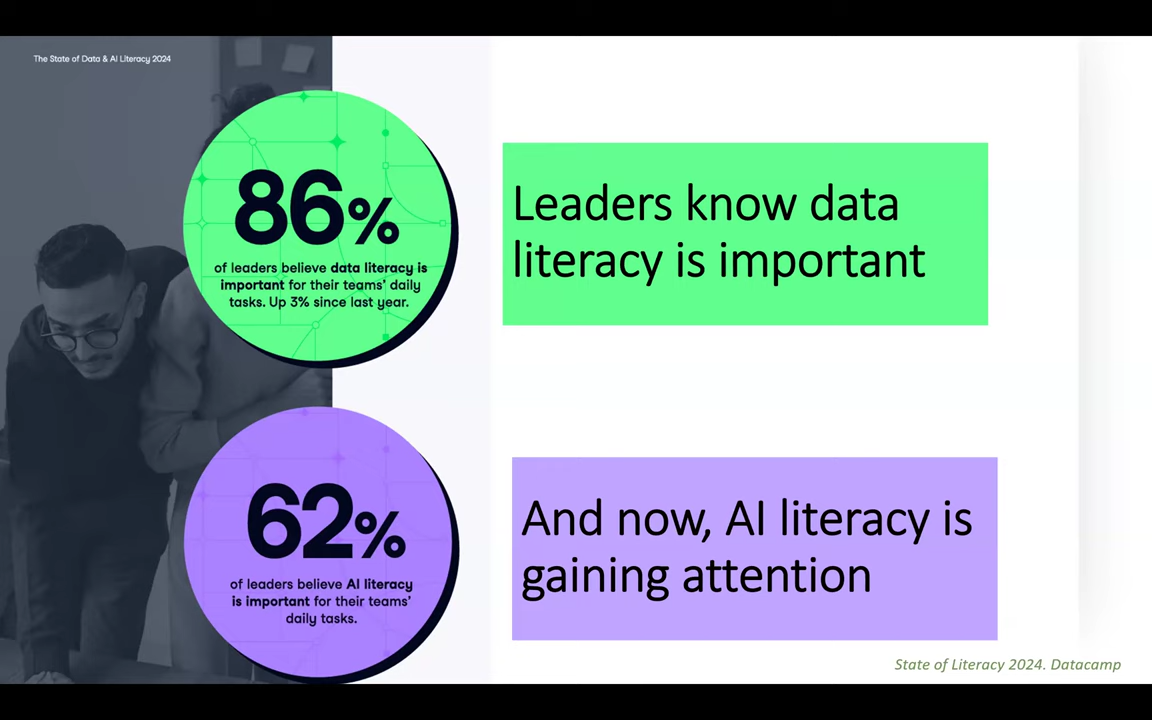 The State of Data & AI Literacy 2024
86%
of leaders believe data literacy is
important for their teams' daily
tasks. Up 3% since last year.
Leaders know data
literacy is important
62%
of leaders believe AI literacy
is important for their teams'
daily tasks.
And now, AI literacy is
gaining attention
State of Literacy 2024. Datacamp